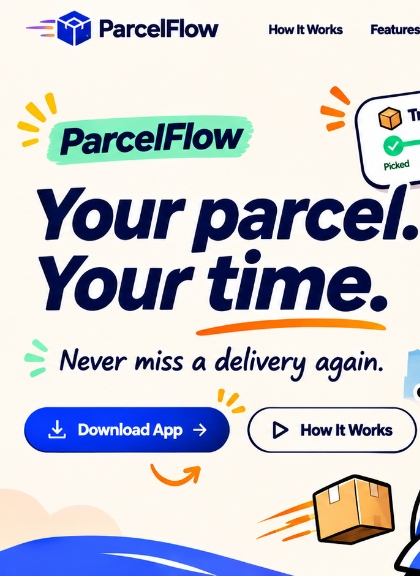 ParcelFlow
How It Works
Features
ParcelFlow
Picked
Your parcel.
Your time.
Never miss a delivery again.
Download App
How It Works